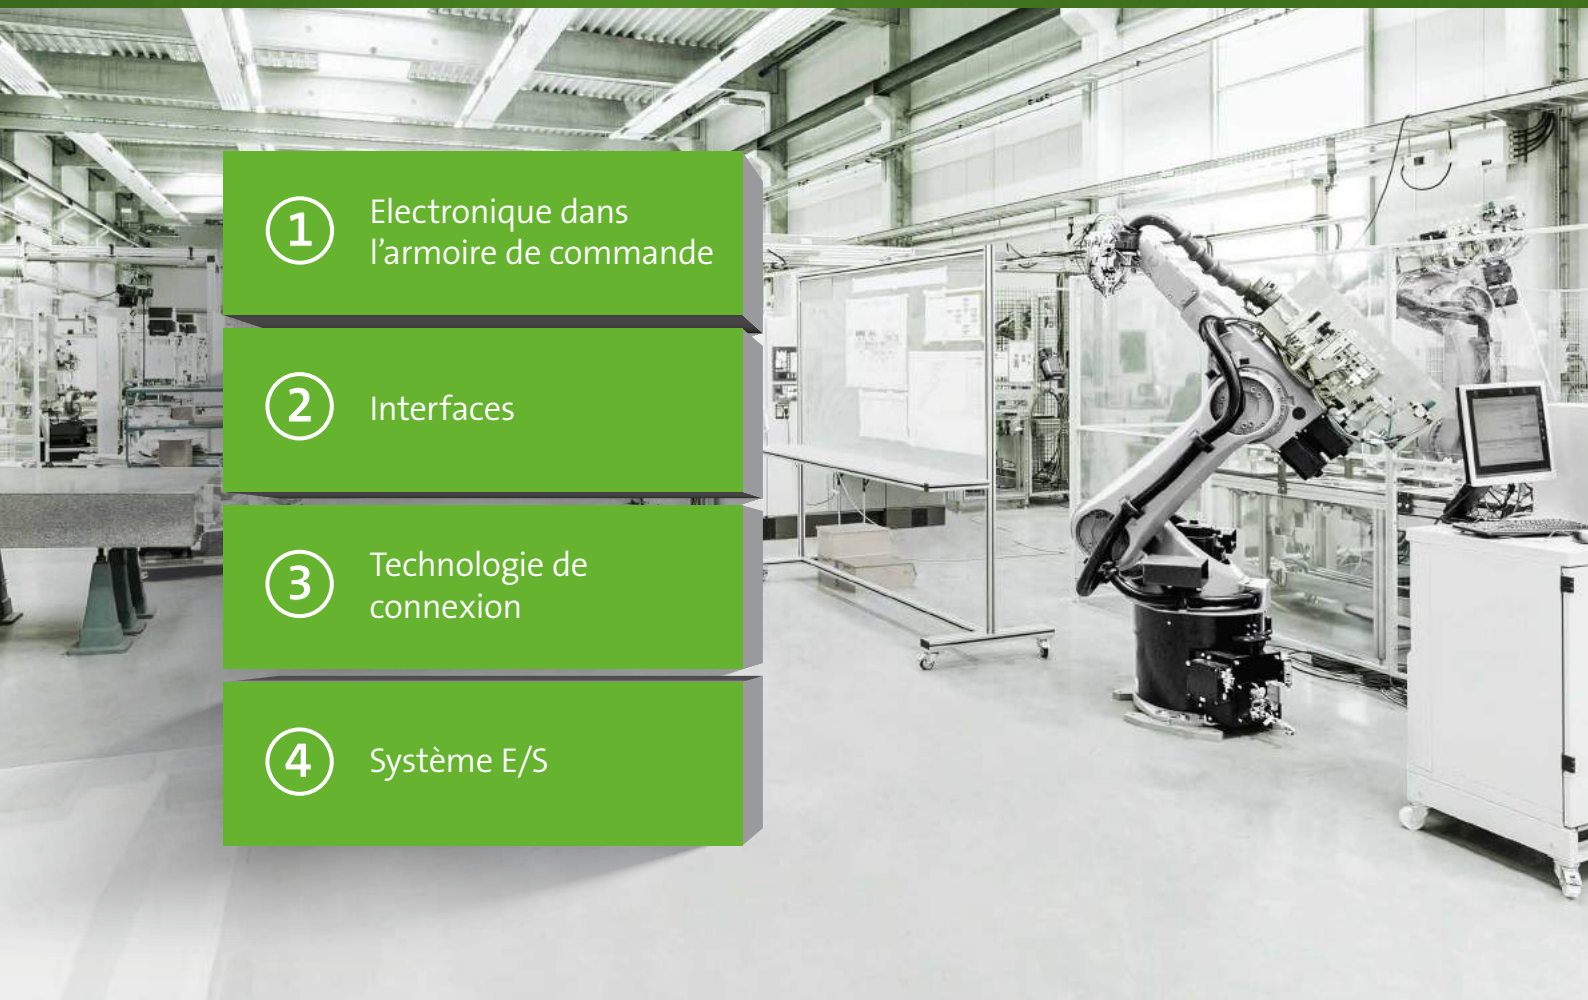 1
Electronique dans
l’armoire de commande
2
Interfaces
3
Technologie de
connexion
4
Système E/S